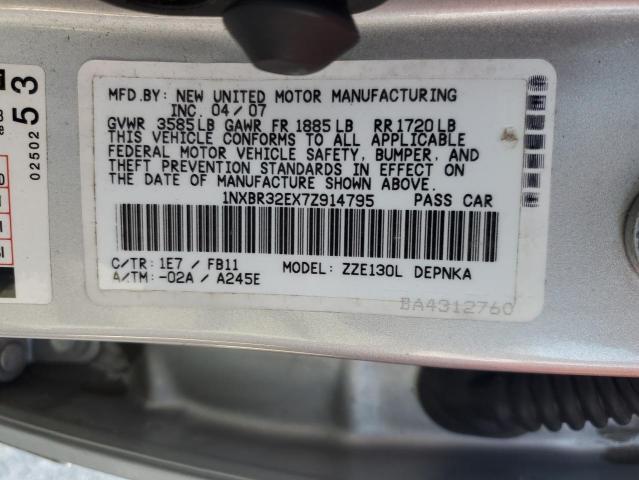 MFD.BY: NEW UNITED MOTOR MANUFACTURING
INC. 04/07
GVWR 3585LB GAWR FR 1885LB RR1720LB
THIS VEHICLE CONFORMS TO ALL APPLICABLE
FEDERAL MOTOR VEHICLE SAFETY, BUMPER, AND
THEFT PREVENTION STANDARDS IN EFFECT ON THE
DATE OF MANUFACTURE SHOWN ABOVE.
1NXBR32EX7Z914795 PASS CAR
C/TR: 1E7 / FB11 MODEL: ZZE130L DEPNKA
A/TM: -02A / A245E
BA4312760
53
02502